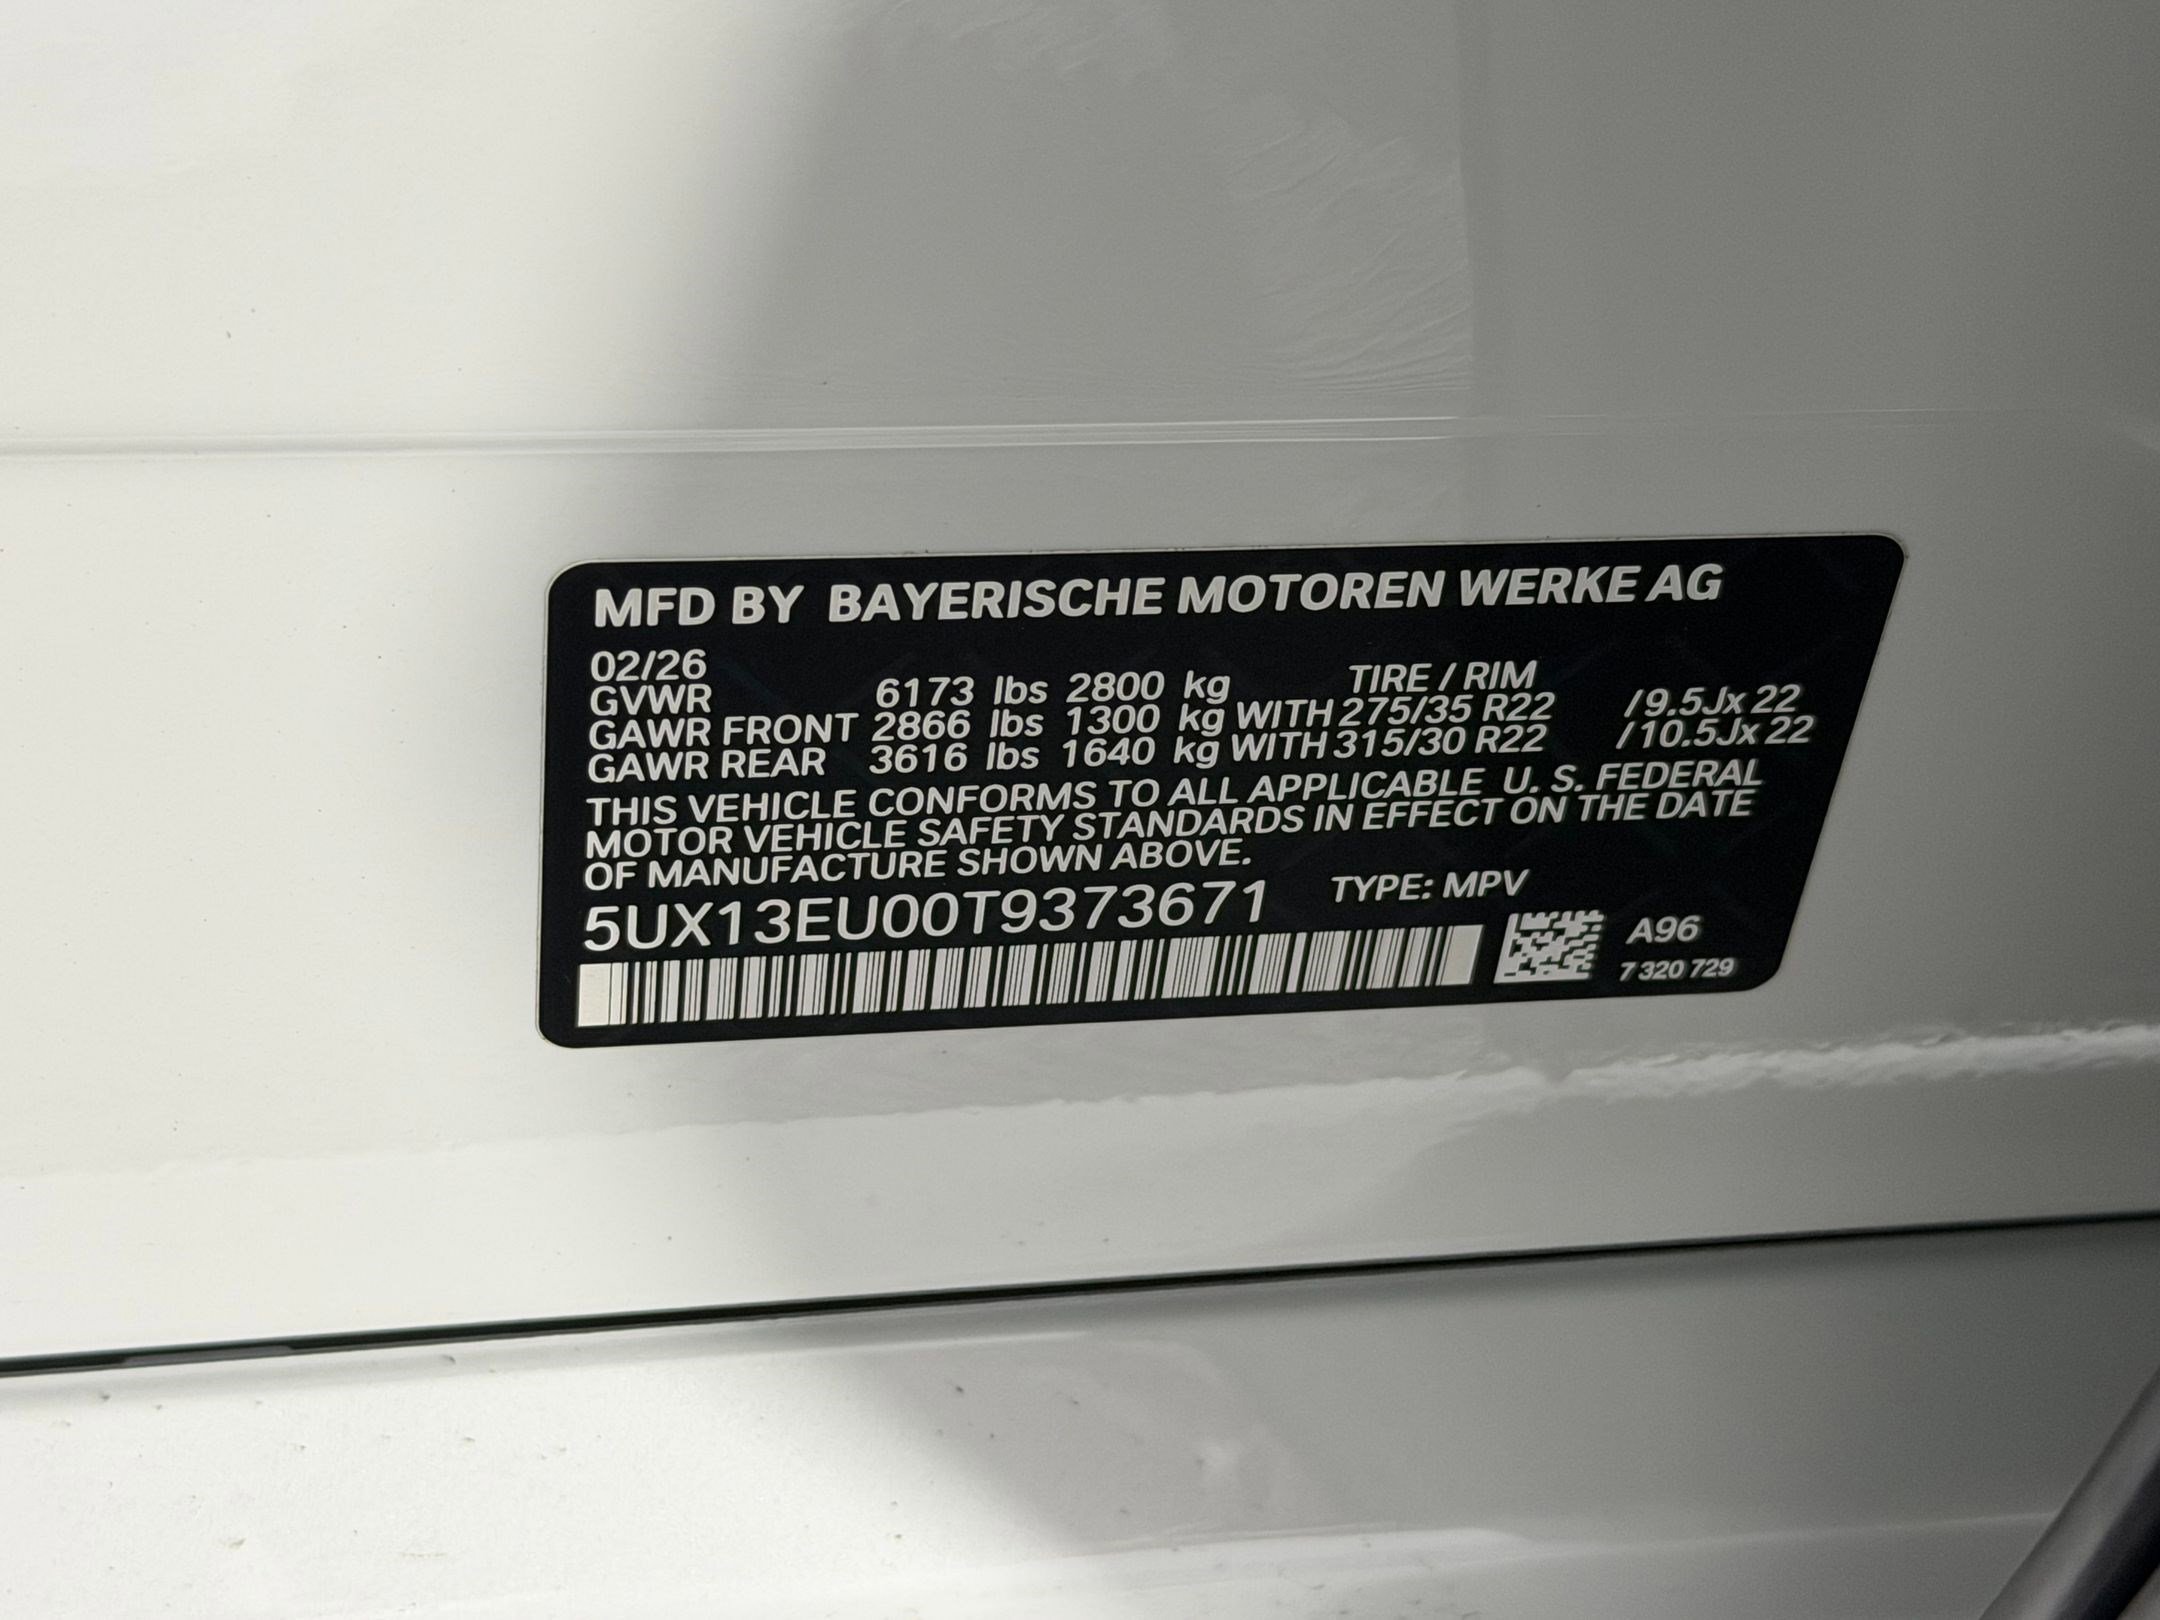 MFD BY BAYERISCHE MOTOREN WERKE AG
02/26
TIRE / RIM
GVWR 6173 lbs 2800 kg
GAWR FRONT 2866 lbs 1300 kg WITH 275/35 R22 /9.5Jx 22
GAWR REAR 3616 lbs 1640 kg WITH 315/30 R22 /10.5Jx 22
THIS VEHICLE CONFORMS TO ALL APPLICABLE U. S. FEDERAL
MOTOR VEHICLE SAFETY STANDARDS IN EFFECT ON THE DATE
OF MANUFACTURE SHOWN ABOVE.
5UX13EU00T9373671 TYPE: MPV
A96
7 320 729